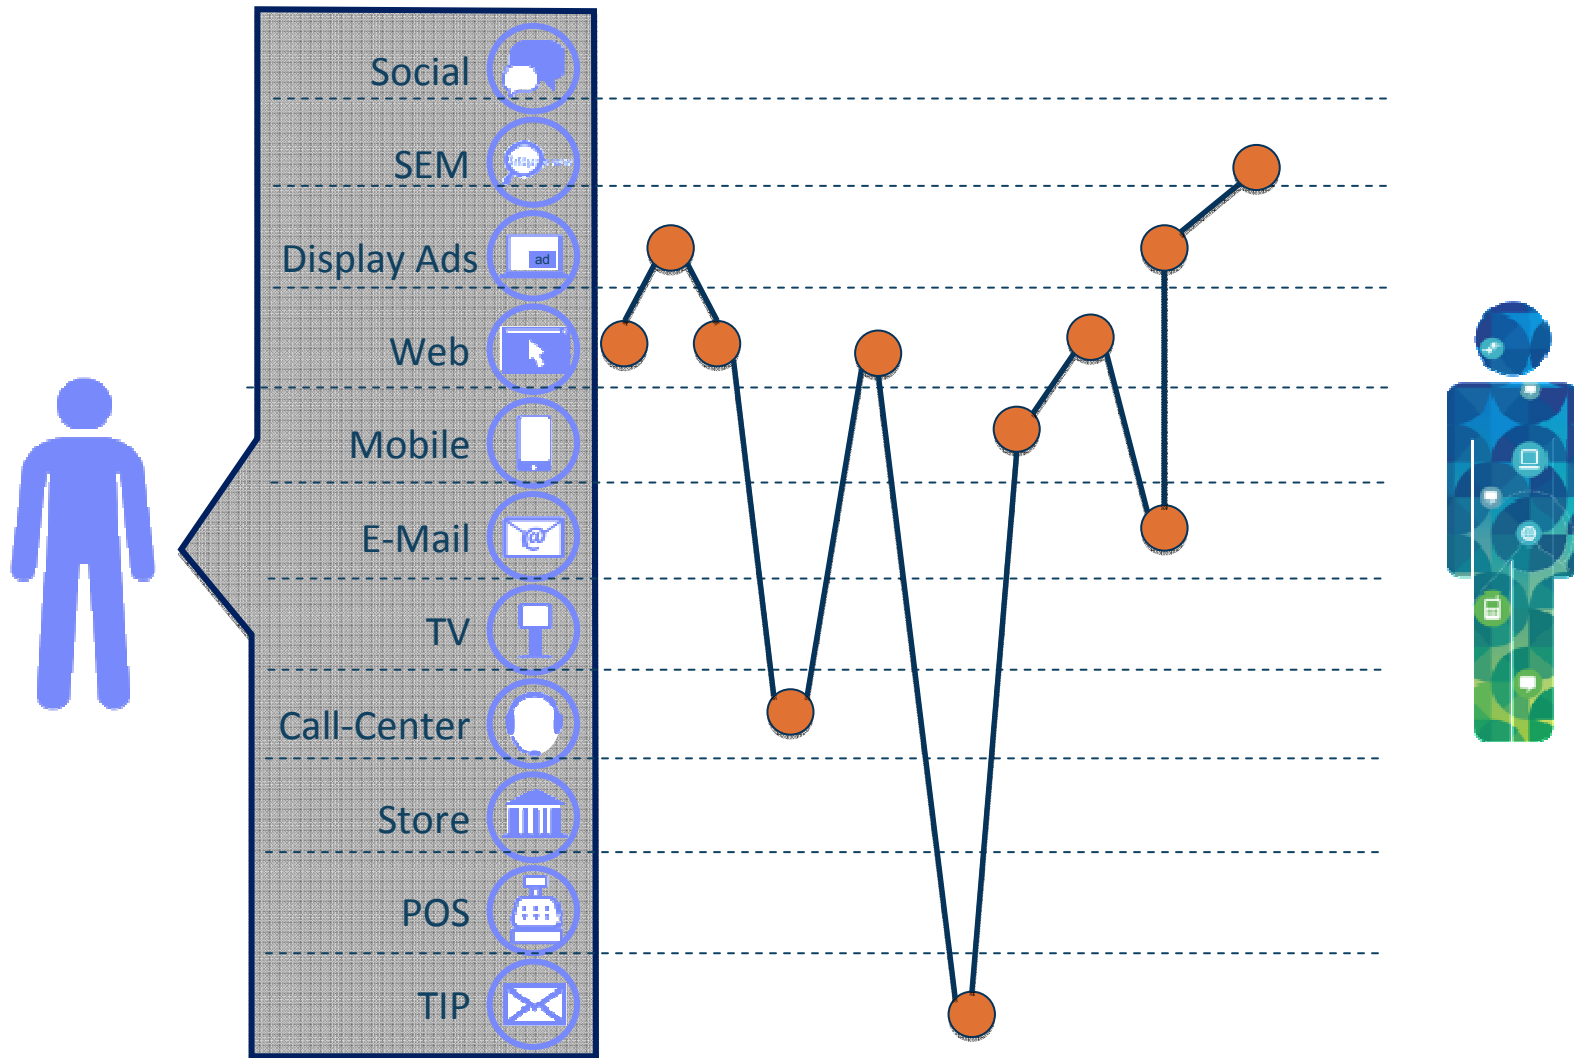 Social
SEM
Display Ads
ad
Web
Mobile
E-Mail
@
TV
Call-Center
Store
POS
TIP